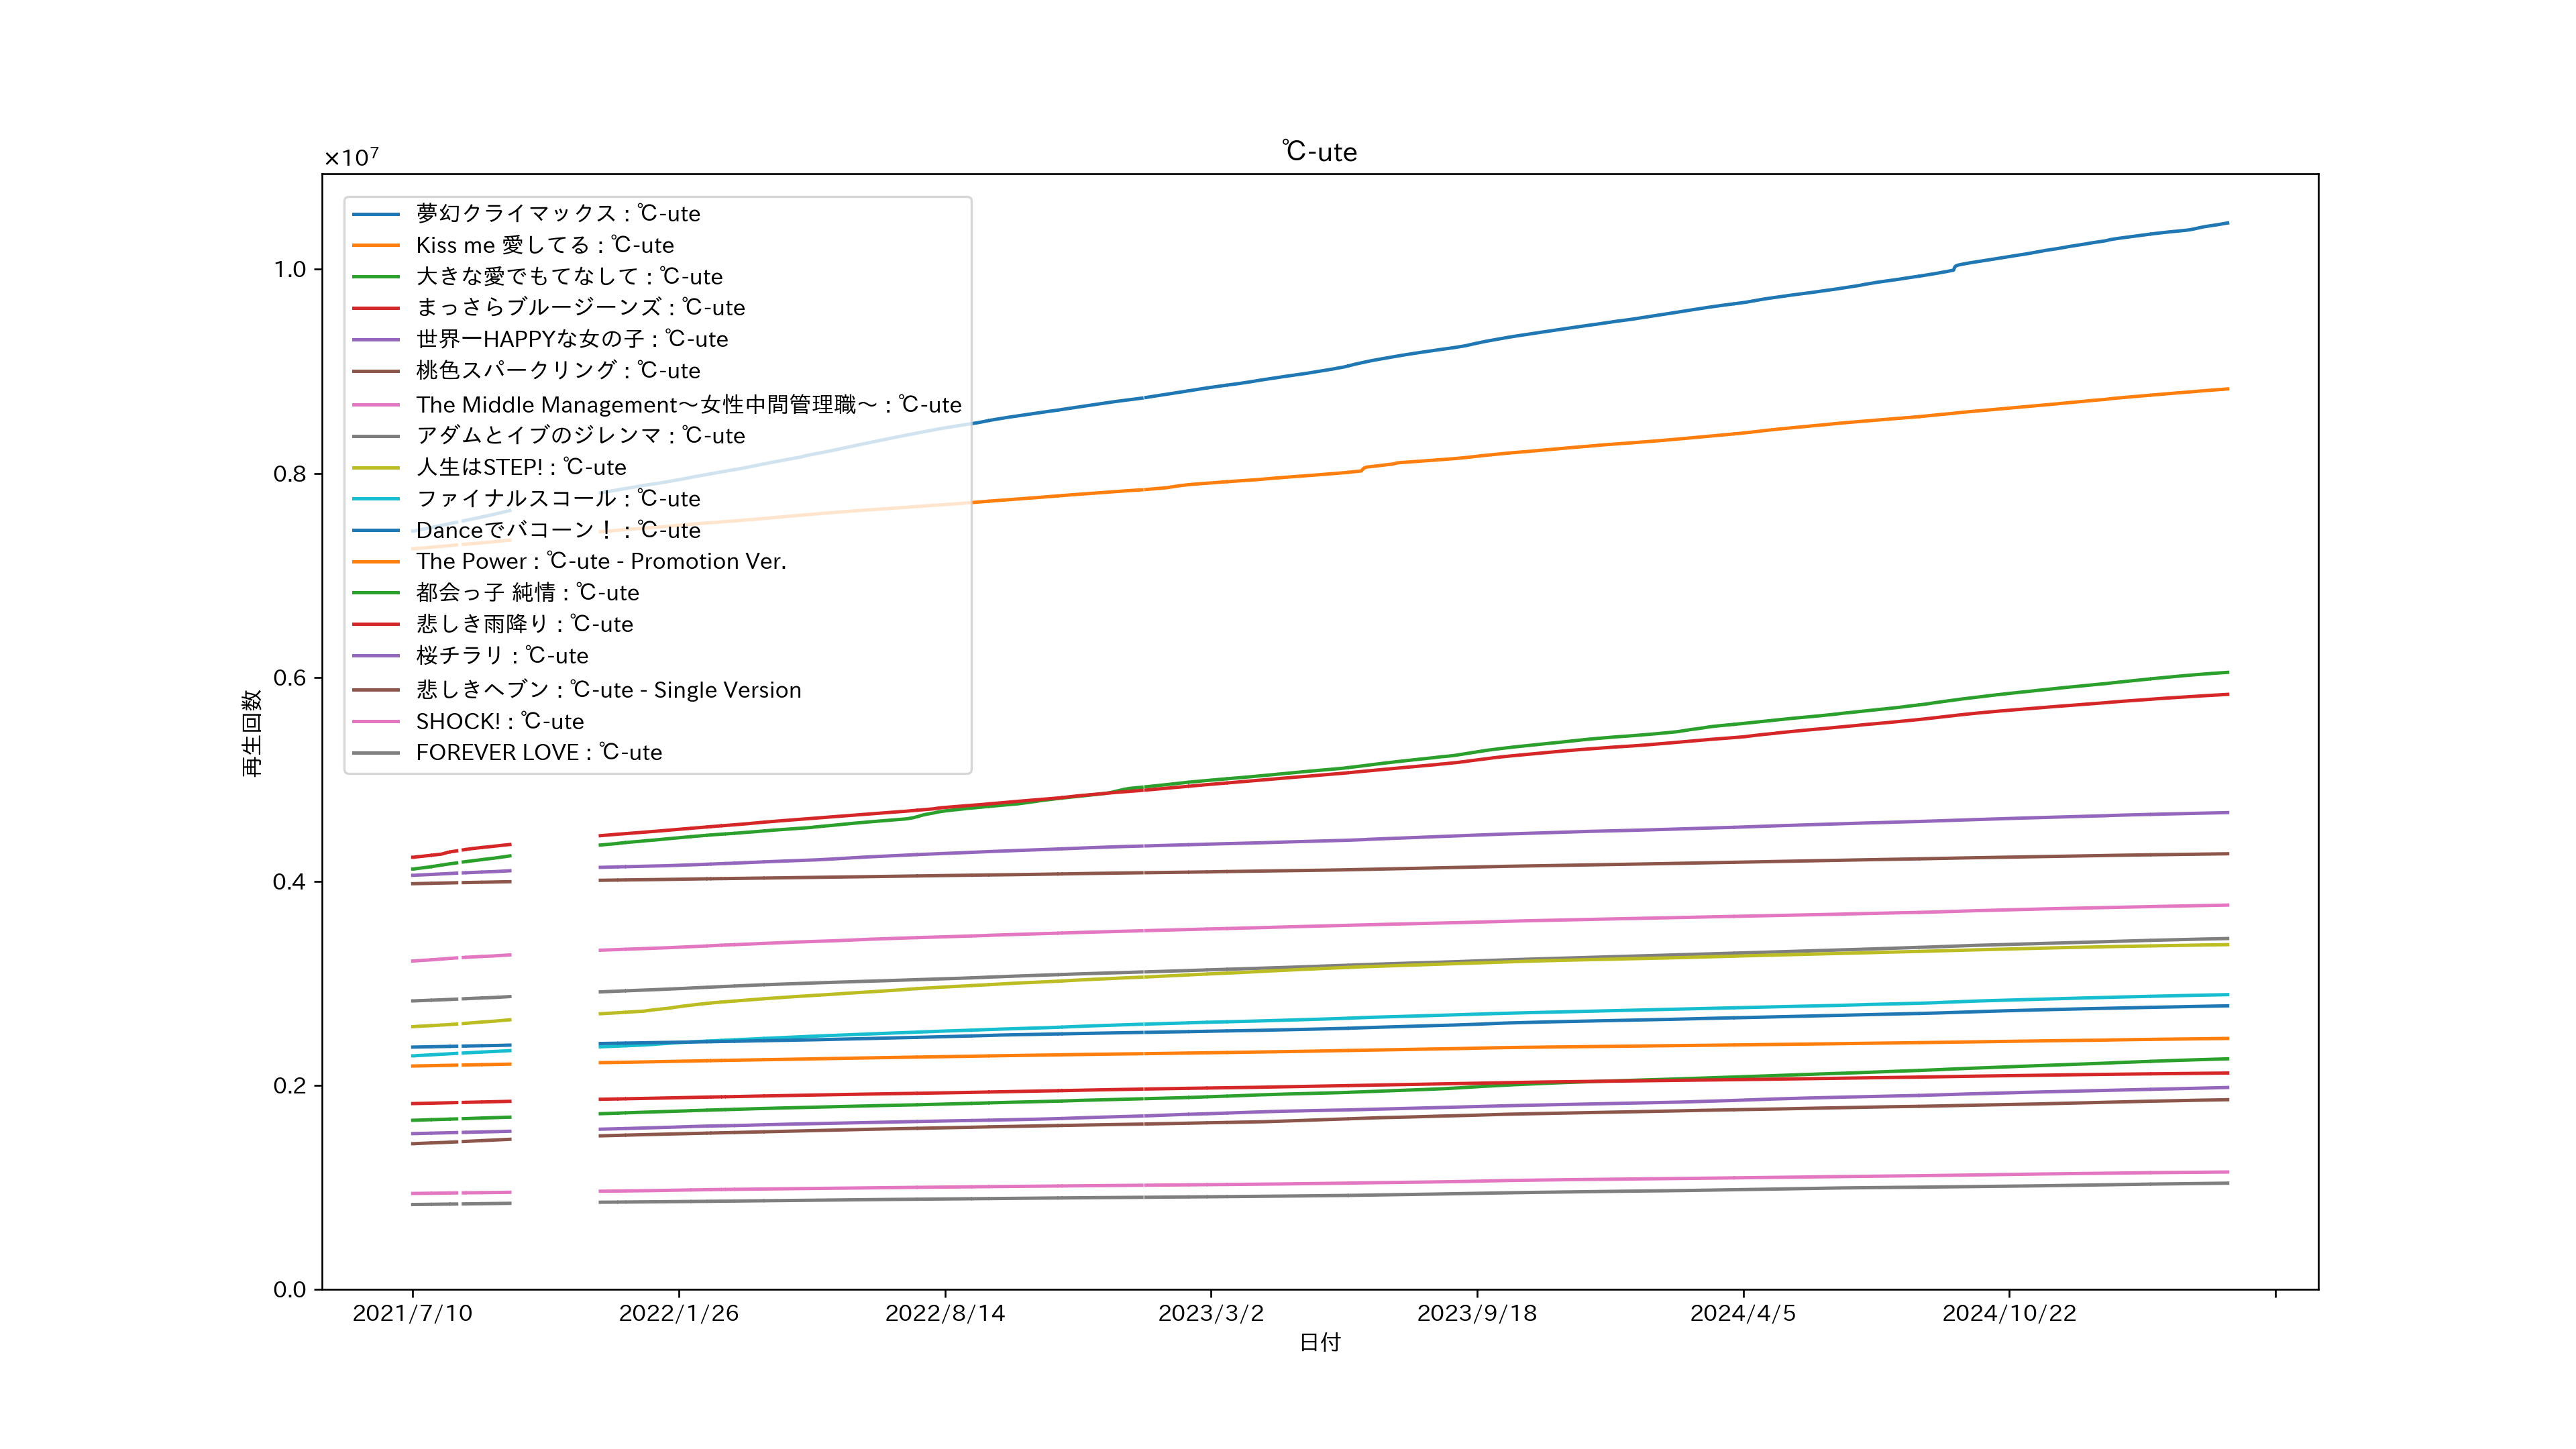 ℃-ute
×10⁷
1.0
0.8
0.6
0.4
0.2
0.0
再生回数
夢幻クライマックス : ℃-ute
Kiss me 愛してる : ℃-ute
大きな愛でもてなして : ℃-ute
まっさらブルージーンズ : ℃-ute
世界一HAPPYな女の子 : ℃-ute
桃色スパークリング : ℃-ute
The Middle Management～女性中間管理職～ : ℃-ute
アダムとイブのジレンマ : ℃-ute
人生はSTEP! : ℃-ute
ファイナルスコール : ℃-ute
Danceでバコーン！ : ℃-ute
The Power : ℃-ute - Promotion Ver.
都会っ子 純情 : ℃-ute
悲しき雨降り : ℃-ute
桜チラリ : ℃-ute
悲しきヘブン : ℃-ute - Single Version
SHOCK! : ℃-ute
FOREVER LOVE : ℃-ute
2021/7/10
2022/1/26
2022/8/14
2023/3/2
2023/9/18
2024/4/5
2024/10/22
日付